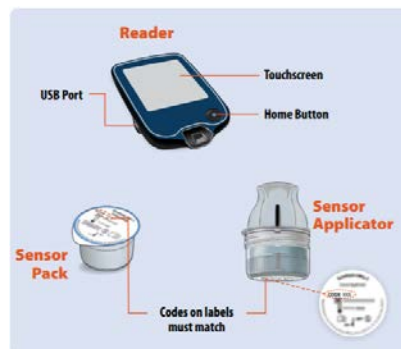 Reader
Touchscreen
USB Port
Home Button
Sensor
Applicator
Sensor
Pack
Codes on labels
must match